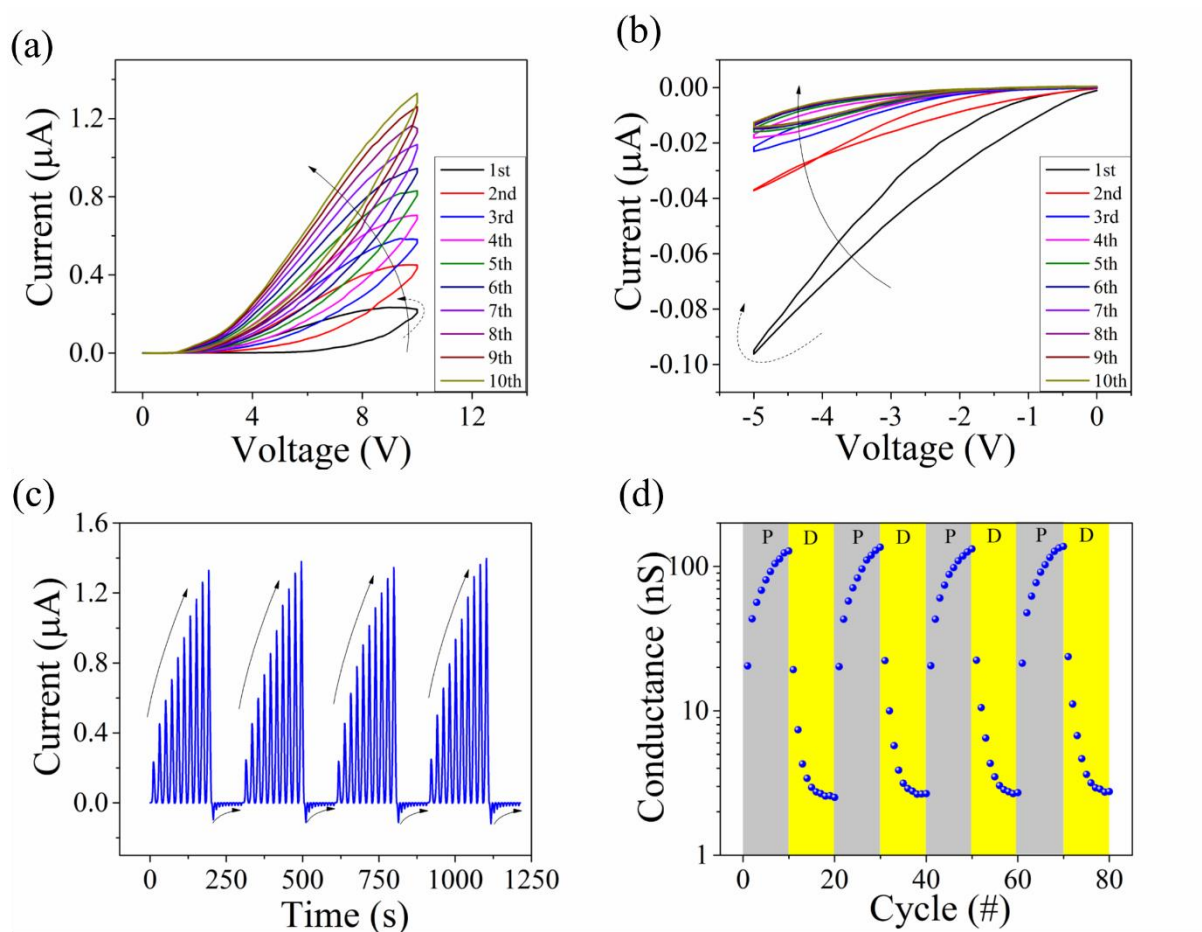 (a)
Current (μA)
1.2
0.8
0.4
0.0
0
4
8
12
Voltage (V)
1st
2nd
3rd
4th
5th
6th
7th
8th
9th
10th
(b)
Current (μA)
0.00
-0.02
-0.04
-0.06
-0.08
-0.10
-5
-4
-3
-2
-1
0
Voltage (V)
1st
2nd
3rd
4th
5th
6th
7th
8th
9th
10th
(c)
Current (μA)
1.6
1.2
0.8
0.4
0.0
0
250
500
750
1000
1250
Time (s)
(d)
Conductance (nS)
100
10
1
P
D
P
D
P
D
P
D
0
20
40
60
80
Cycle (#)